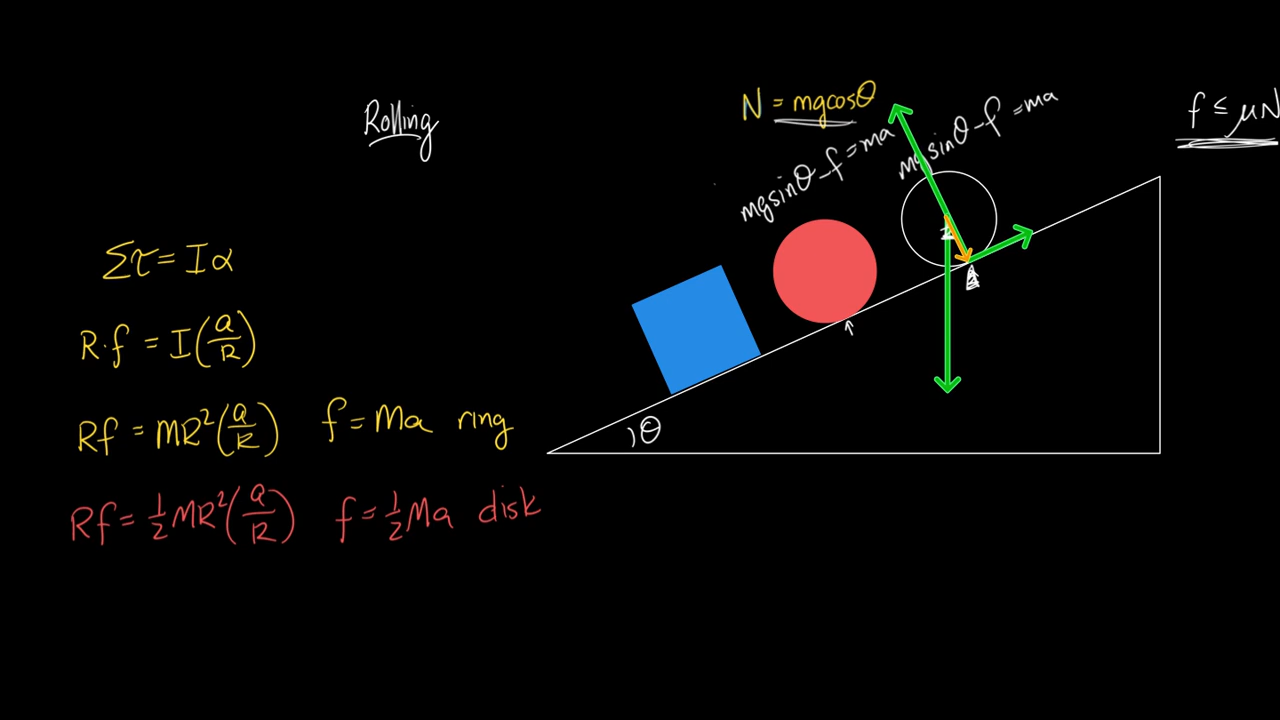 Rolling
N = mgcosθ
mgsinθ-f=ma
mgsinθ-f=ma
f ≤ μN
Στ = Iα
R·f = I(a/R)
Rf = MR²(a/R) f = Ma ring
Rf = ½MR²(a/R) f = ½Ma disk
θ